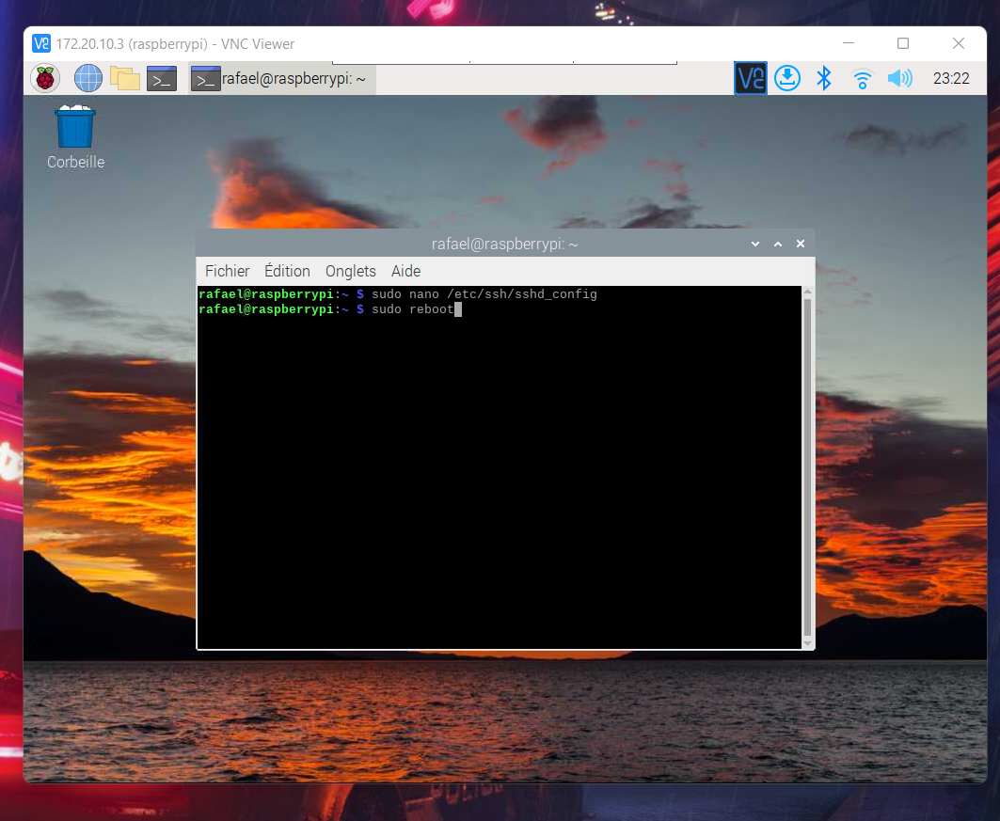 172.20.10.3 (raspberrypi) - VNC Viewer
rafael@raspberrypi: ~
23:22
Corbeille
rafael@raspberrypi: ~
Fichier Édition Onglets Aide
rafael@raspberrypi:~ $ sudo nano /etc/ssh/sshd_config
rafael@raspberrypi:~ $ sudo reboot